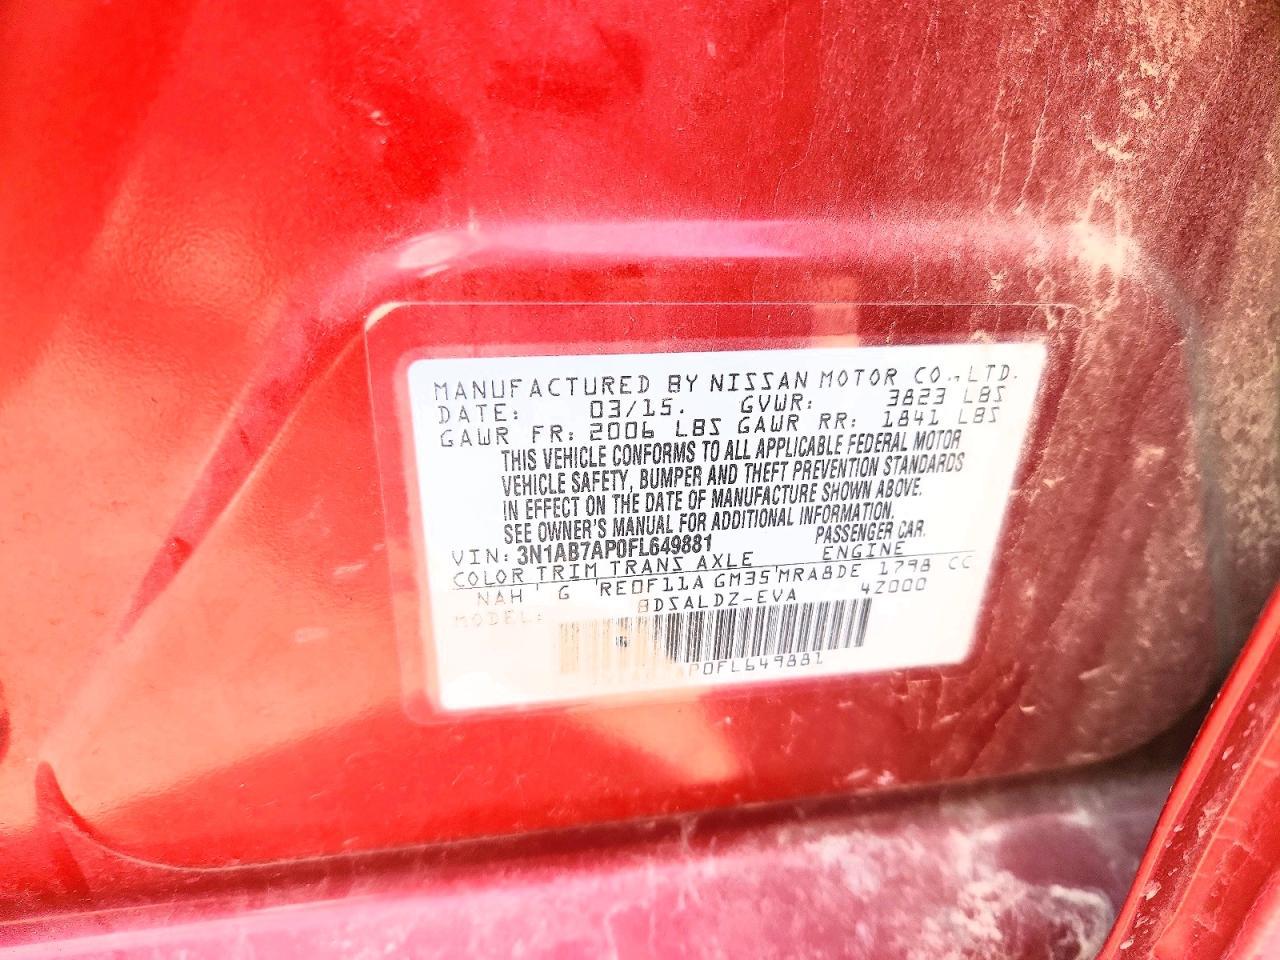 MANUFACTURED BY NISSAN MOTOR CO.,LTD.
DATE: 03/15. GVWR: 3823 LBS
GAWR FR: 2006 LBS GAWR RR: 1841 LBS
THIS VEHICLE CONFORMS TO ALL APPLICABLE FEDERAL MOTOR
VEHICLE SAFETY, BUMPER AND THEFT PREVENTION STANDARDS
IN EFFECT ON THE DATE OF MANUFACTURE SHOWN ABOVE.
SEE OWNER'S MANUAL FOR ADDITIONAL INFORMATION.
VIN: 3N1AB7AP0FL649881 PASSENGER CAR.
COLOR TRIM TRANS AXLE ENGINE
NAH G RE0F11A GM35 MRA8DE 1798 CC
MODEL: BDSALDZ-EVA 42000
P0FL649881